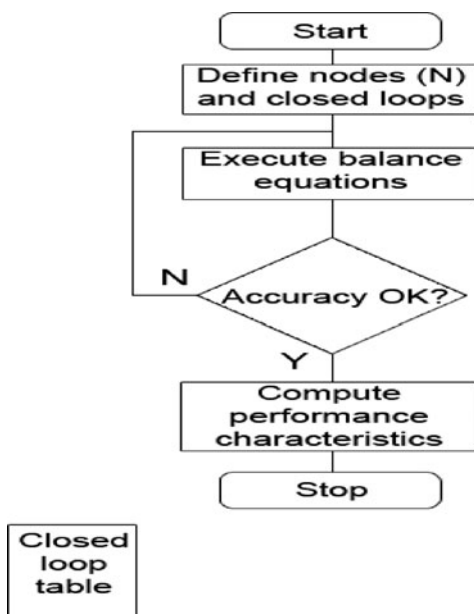 Start
Define nodes (N)
and closed loops
Execute balance
equations
N
Accuracy OK?
Y
Compute
performance
characteristics
Stop
Closed
loop
table